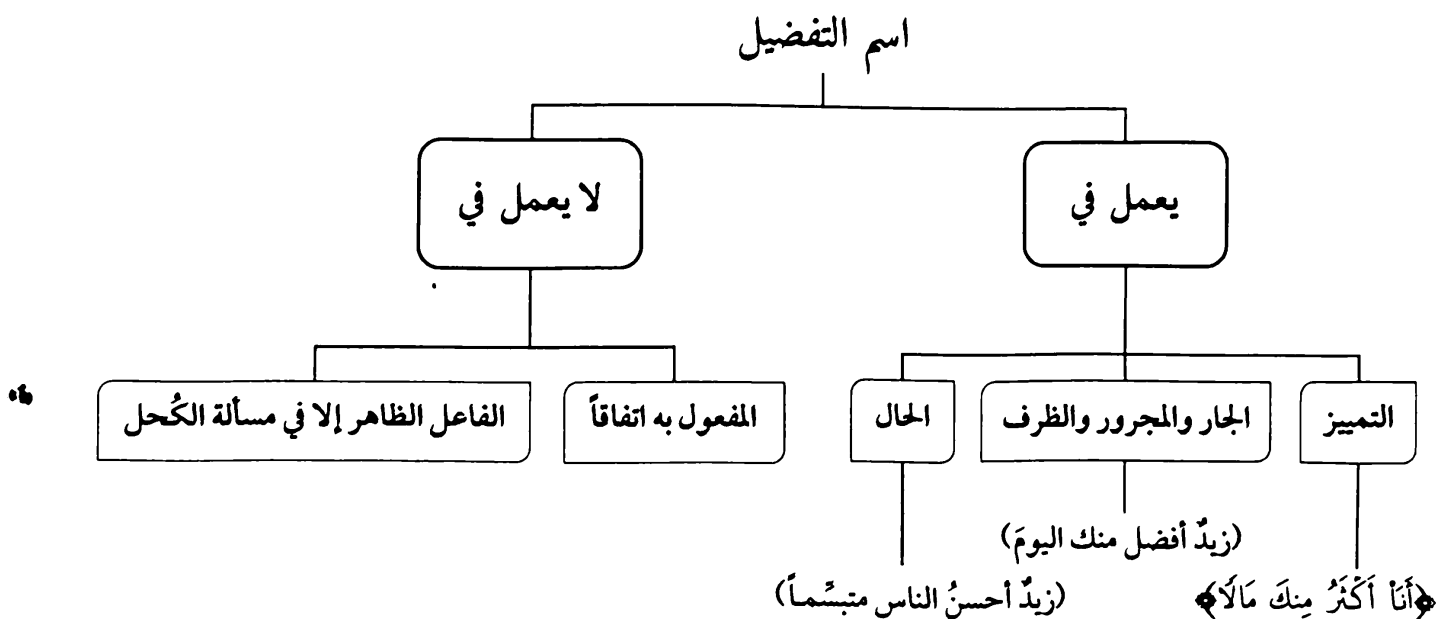 اسم التفضيل
يعمل في
لا يعمل في
التمييز
الجار والمجرور والظرف
الحال
المفعول به اتفاقاً
الفاعل الظاهر إلا في مسألة الكُحل
(زيدٌ أفضل منك اليومَ)
﴿أَنَا۠ أَكْثَرُ مِنكَ مَالًا﴾
(زيدٌ أحسنُ الناس متبسِّماً)